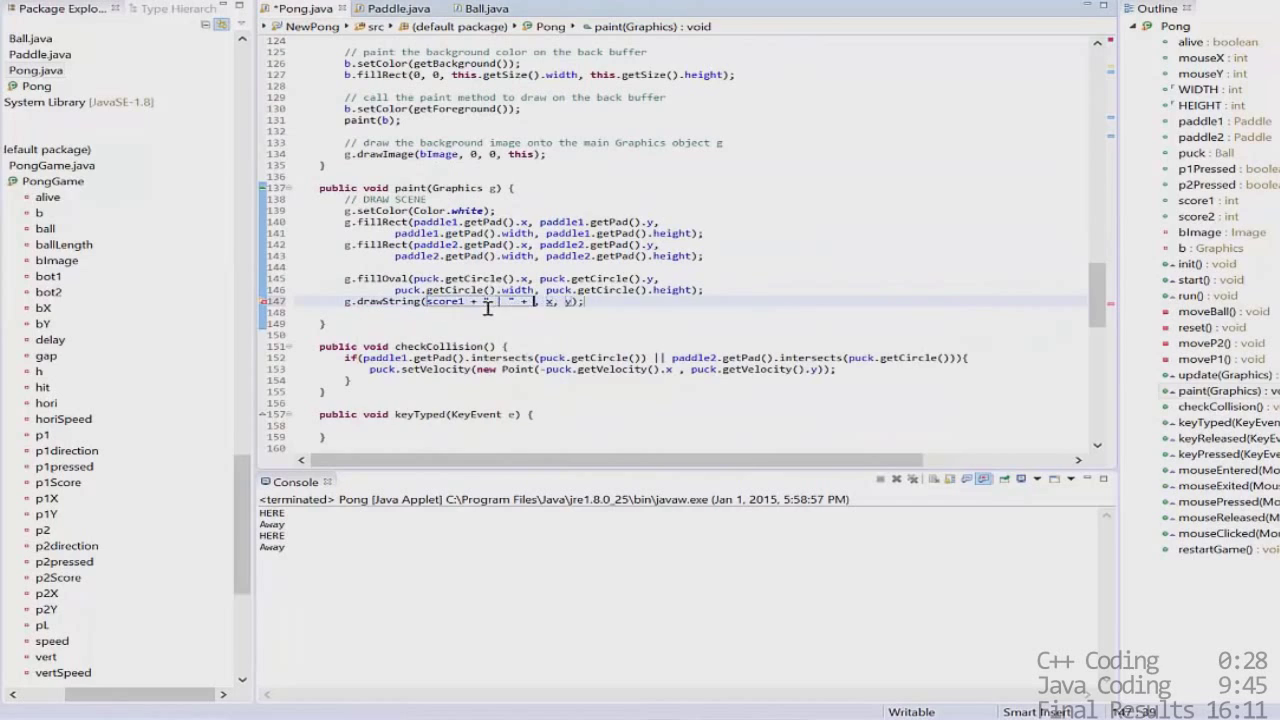 Package Explo...
Type Hierarch
Ball.java
Paddle.java
Pong.java
Pong
System Library [JavaSE-1.8]
(default package)
PongGame.java
PongGame
alive
b
ball
ballLength
bImage
bot1
bot2
bX
bY
delay
gap
h
hit
hori
horiSpeed
p1
p1direction
p1pressed
p1Score
p1X
p1Y
p2
p2direction
p2pressed
p2Score
p2X
p2Y
pL
speed
vert
vertSpeed
*Pong.java
Paddle.java
Ball.java
NewPong
src
(default package)
Pong
paint(Graphics) : void
124
125 // paint the background color on the back buffer
126 b.setColor(getBackground());
127 b.fillRect(0, 0, this.getSize().width, this.getSize().height);
128
129 // call the paint method to draw on the back buffer
130 b.setColor(getForeground());
131 paint(b);
132
133 // draw the background image onto the main Graphics object g
134 g.drawImage(bImage, 0, 0, this);
135 }
136
137 public void paint(Graphics g) {
138 // DRAW SCENE
139 g.setColor(Color.white);
140 g.fillRect(paddle1.getPad().x, paddle1.getPad().y,
141 paddle1.getPad().width, paddle1.getPad().height);
142 g.fillRect(paddle2.getPad().x, paddle2.getPad().y,
143 paddle2.getPad().width, paddle2.getPad().height);
144
145 g.fillOval(puck.getCircle().x, puck.getCircle().y,
146 puck.getCircle().width, puck.getCircle().height);
147 g.drawString(score1 + " | " + , x, y);
148
149 }
150
151 public void checkCollision() {
152 if(paddle1.getPad().intersects(puck.getCircle()) || paddle2.getPad().intersects(puck.getCircle())){
153 puck.setVelocity(new Point(-puck.getVelocity().x , puck.getVelocity().y));
154 }
155 }
156
157 public void keyTyped(KeyEvent e) {
158
159 }
160
Console
<terminated> Pong [Java Applet] C:\Program Files\Java\jre1.8.0_25\bin\javaw.exe (Jan 1, 2015, 5:58:57 PM)
HERE
Away
HERE
Away
Outline
Pong
alive : boolean
mouseX : int
mouseY : int
WIDTH : int
HEIGHT : int
paddle1 : Paddle
paddle2 : Paddle
puck : Ball
p1Pressed : int
p2Pressed : int
score1 : int
score2 : int
bImage : Image
b : Graphics
init() : void
start() : void
run() : void
moveBall() : void
reset() : void
moveP2() : void
moveP1() : void
update(Graphics) :
paint(Graphics) : vo
checkCollision() : vo
keyTyped(KeyEvent)
keyReleased(KeyEve
keyPressed(KeyEven
mouseEntered(Mou
mouseExited(Mouse
mousePressed(Mou
mouseReleased(Mo
mouseClicked(Mou
restartGame() : voi
C++ Coding 0:28
Java Coding 9:45
Final Results 16:11
Writable
Smart Insert